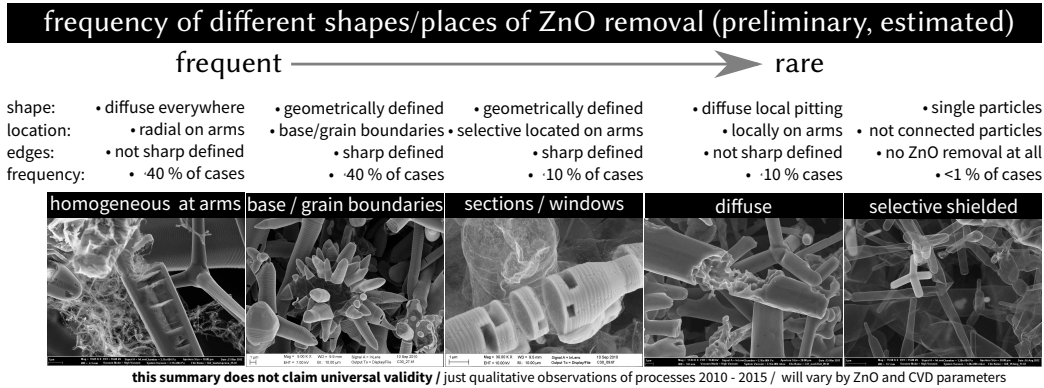 frequency of different shapes/places of ZnO removal (preliminary, estimated)
frequent rare
shape: • diffuse everywhere • geometrically defined • geometrically defined • diffuse local pitting • single particles
location: • radial on arms • base/grain boundaries • selective located on arms • locally on arms • not connected particles
edges: • not sharp defined • sharp defined • sharp defined • not sharp defined • no ZnO removal at all
frequency: • ·40 % of cases • ·40 % of cases • ·10 % of cases • ·10 % cases • <1 % of cases
homogeneous at arms base / grain boundaries sections / windows diffuse selective shielded
this summary does not claim universal validity / just qualitative observations of processes 2010 - 2015 / will vary by ZnO and CVD parameters